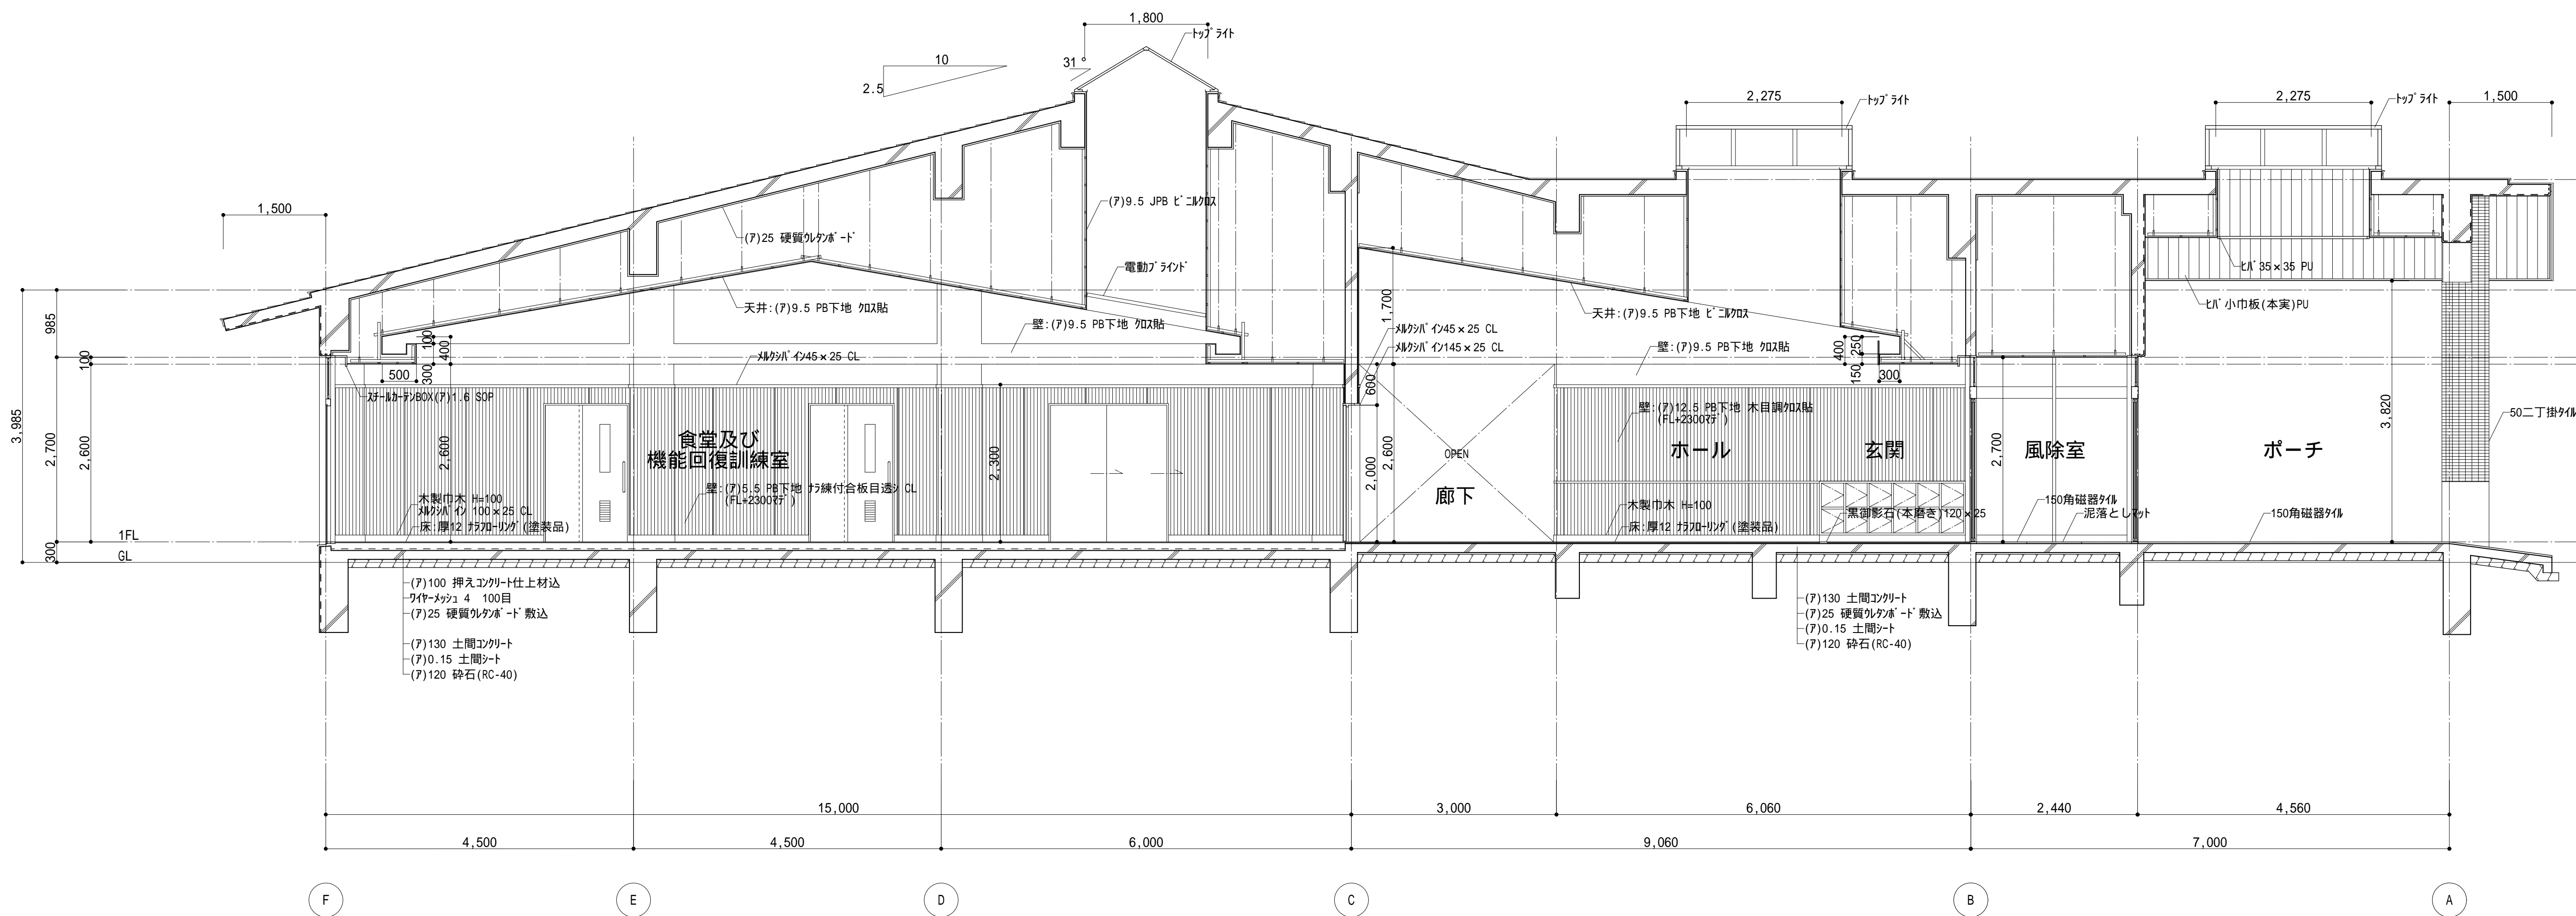 1,800
トップライト
10
2.5
31°
2,275
トップライト
2,275
トップライト
1,500
1,500
(ア)25 硬質ウレタンボード
(ア)9.5 JPB ビニルクロス
電動ブラインド
天井:(ア)9.5 PB下地 クロス貼
壁:(ア)9.5 PB下地 クロス貼
メルクシパイン45×25 CL
985
100
3,985
2,700
2,600
300
1FL
GL
100
400
500
300
スチールカーテンBOX(ア)1.6 SOP
食堂及び
機能回復訓練室
2,600
2,300
壁:(ア)5.5 PB下地 ナラ練付合板目透シ CL
(FL+2300マデ)
木製巾木 H=100
メルクシパイン 100×25 CL
床:厚12 ナラフローリング(塗装品)
(ア)100 押えコンクリート仕上材込
ワイヤーメッシュ 4 100目
(ア)25 硬質ウレタンボード敷込
(ア)130 土間コンクリート
(ア)0.15 土間シート
(ア)120 砕石(RC-40)
1,700
メルクシパイン45×25 CL
メルクシパイン145×25 CL
600
2,000
2,600
OPEN
廊下
天井:(ア)9.5 PB下地 ビニルクロス
壁:(ア)9.5 PB下地 クロス貼
400
250
150
300
壁:(ア)12.5 PB下地 木目調クロス貼
(FL+2300マデ)
ホール
玄関
木製巾木 H=100
黒御影石(本磨き)120×25
床:厚12 ナラフローリング(塗装品)
(ア)130 土間コンクリート
(ア)25 硬質ウレタンボード敷込
(ア)0.15 土間シート
(ア)120 砕石(RC-40)
2,700
風除室
150角磁器タイル
泥落としマット
ヒバ35×35 PU
ヒバ小巾板(本実)PU
3,820
ポーチ
50二丁掛タイル
150角磁器タイル
15,000
3,000
6,060
2,440
4,560
4,500
4,500
6,000
9,060
7,000
F
E
D
C
B
A